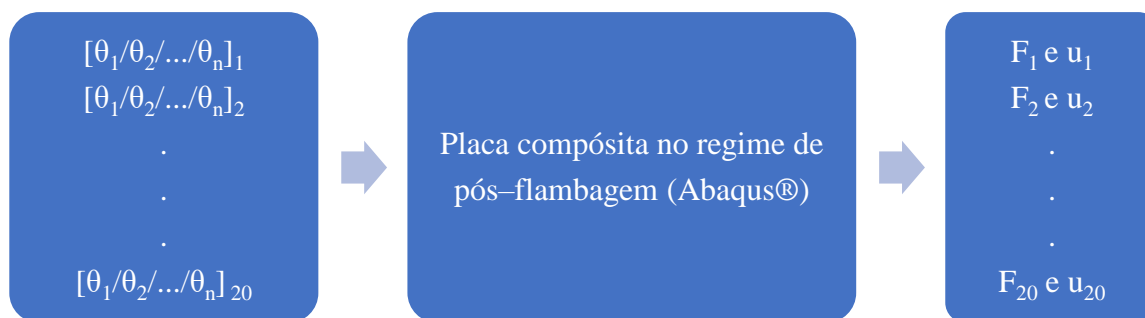 [θ₁/θ₂/.../θₙ]₁
[θ₁/θ₂/.../θₙ]₂
.
.
.
[θ₁/θ₂/.../θₙ]₂₀
Placa compósita no regime de
pós–flambagem (Abaqus®)
F₁ e u₁
F₂ e u₂
.
.
.
F₂₀ e u₂₀